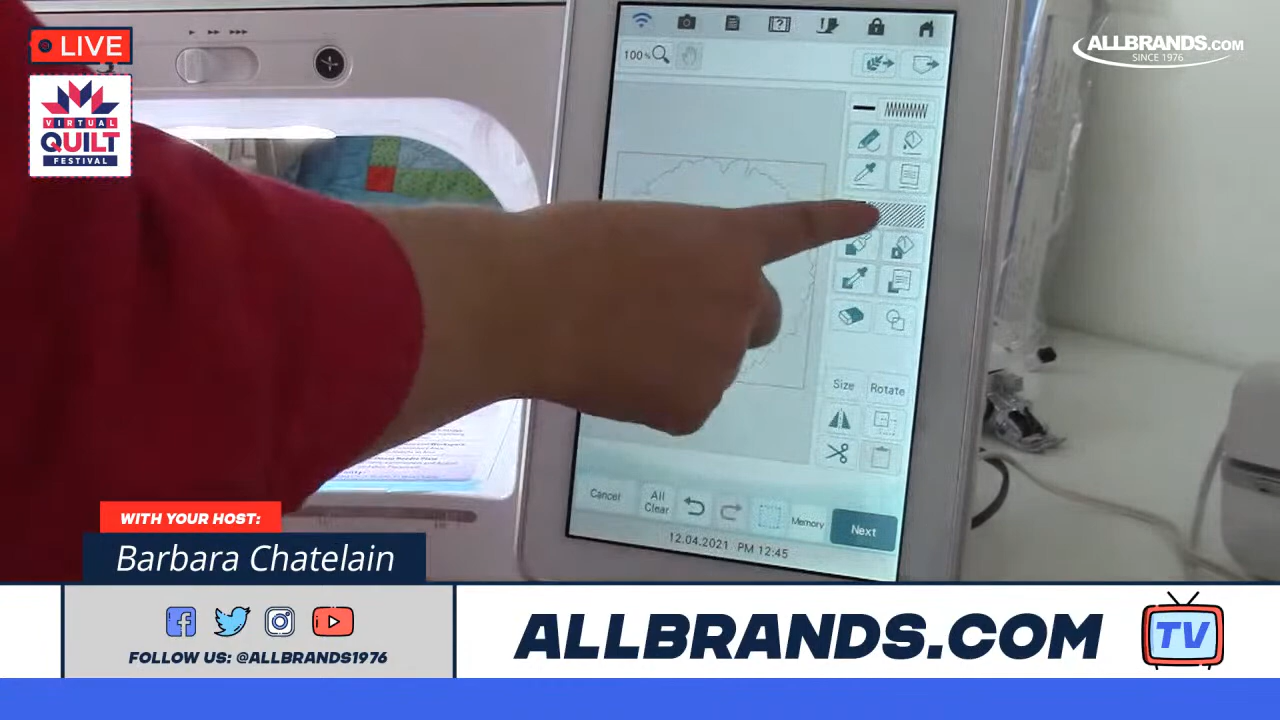 LIVE
VIRTUAL
QUILT
FESTIVAL
ALLBRANDS.COM
SINCE 1976
100%
Size
Rotate
Cancel
All
Clear
Memory
Next
12.04.2021 PM 12:45
WITH YOUR HOST:
Barbara Chatelain
FOLLOW US: @ALLBRANDS1976
ALLBRANDS.COM
TV